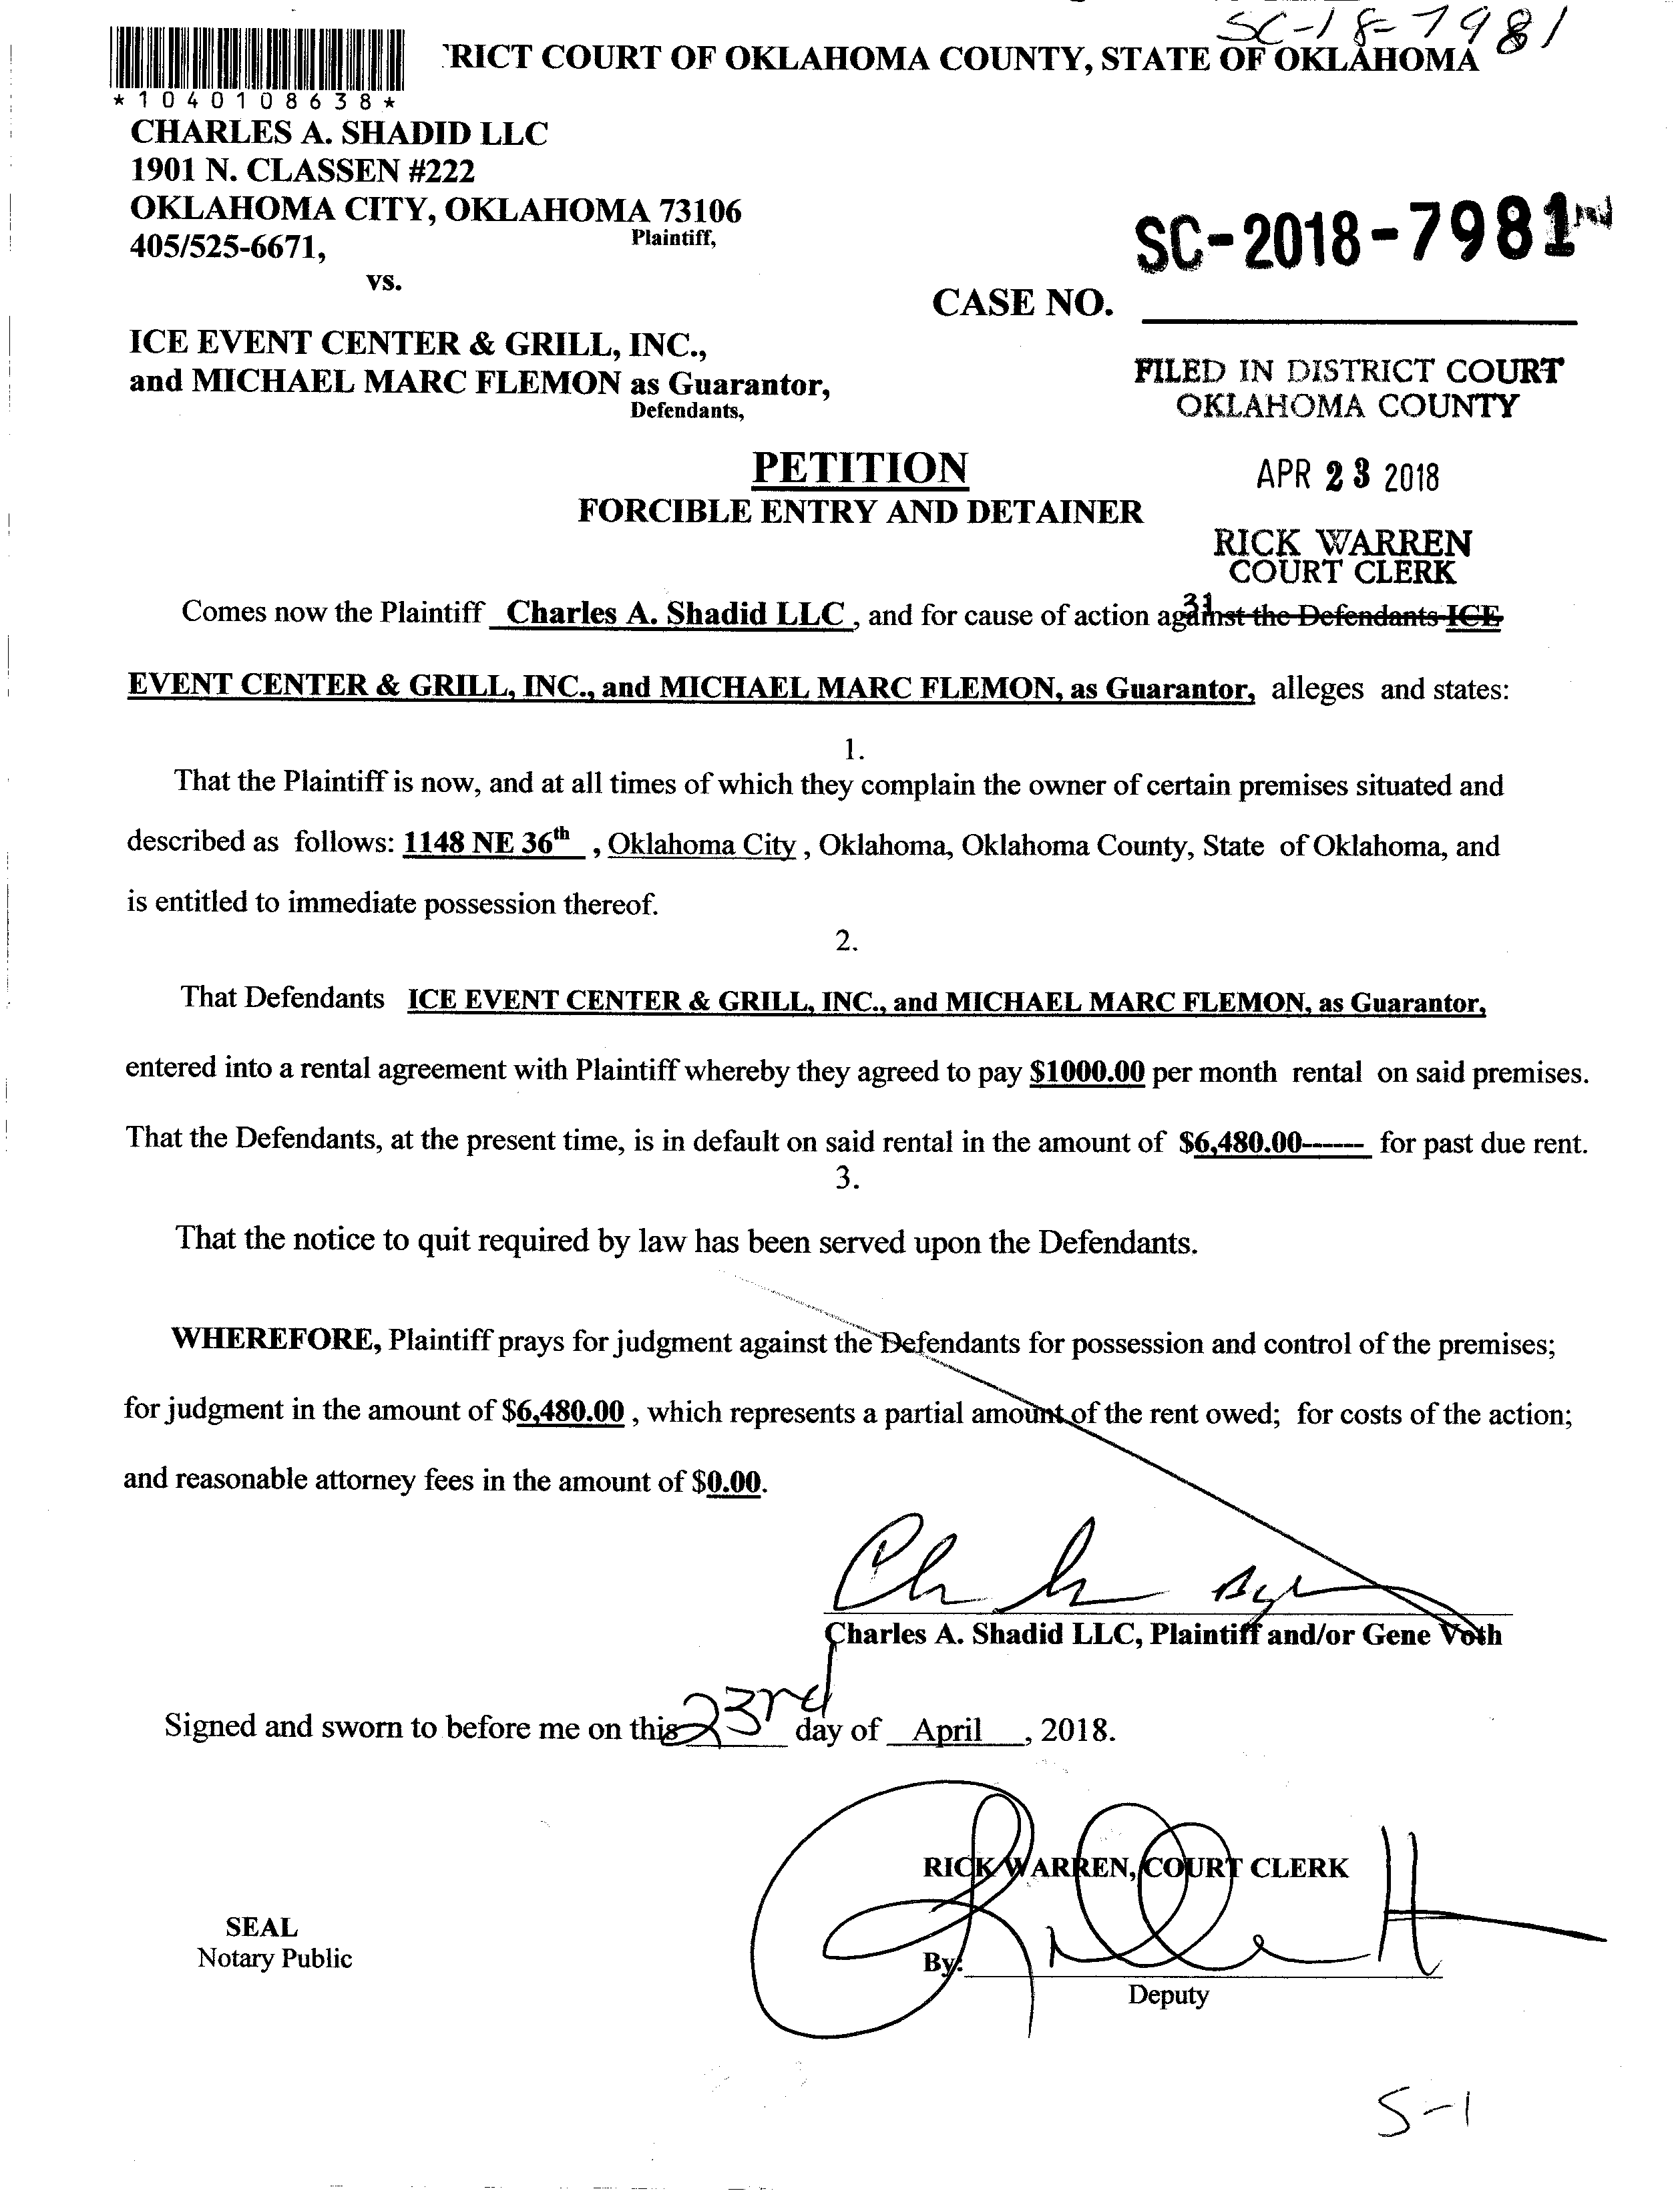 SC-18-7981
'RICT COURT OF OKLAHOMA COUNTY, STATE OF OKLAHOMA
*1040108638*
CHARLES A. SHADID LLC
1901 N. CLASSEN #222
OKLAHOMA CITY, OKLAHOMA 73106
405/525-6671, Plaintiff,
vs.
SC-2018-7981
CASE NO.
ICE EVENT CENTER & GRILL, INC.,
and MICHAEL MARC FLEMON as Guarantor,
Defendants,
FILED IN DISTRICT COURT
OKLAHOMA COUNTY
PETITION
FORCIBLE ENTRY AND DETAINER
APR 23 2018
RICK WARREN
COURT CLERK
31
Comes now the Plaintiff Charles A. Shadid LLC , and for cause of action against the Defendants ICE
EVENT CENTER & GRILL, INC., and MICHAEL MARC FLEMON, as Guarantor, alleges and states:
1.
That the Plaintiff is now, and at all times of which they complain the owner of certain premises situated and
described as follows: 1148 NE 36th , Oklahoma City , Oklahoma, Oklahoma County, State of Oklahoma, and
is entitled to immediate possession thereof.
2.
That Defendants ICE EVENT CENTER & GRILL, INC., and MICHAEL MARC FLEMON, as Guarantor,
entered into a rental agreement with Plaintiff whereby they agreed to pay $1000.00 per month rental on said premises.
That the Defendants, at the present time, is in default on said rental in the amount of $6,480.00------ for past due rent.
3.
That the notice to quit required by law has been served upon the Defendants.
WHEREFORE, Plaintiff prays for judgment against the Defendants for possession and control of the premises;
for judgment in the amount of $6,480.00 , which represents a partial amount of the rent owed; for costs of the action;
and reasonable attorney fees in the amount of $0.00.
Charles A. Shadid LLC, Plaintiff and/or Gene Voth
Signed and sworn to before me on this 23rd day of April , 2018.
RICK WARREN, COURT CLERK
SEAL
Notary Public
By:
Deputy
S-1